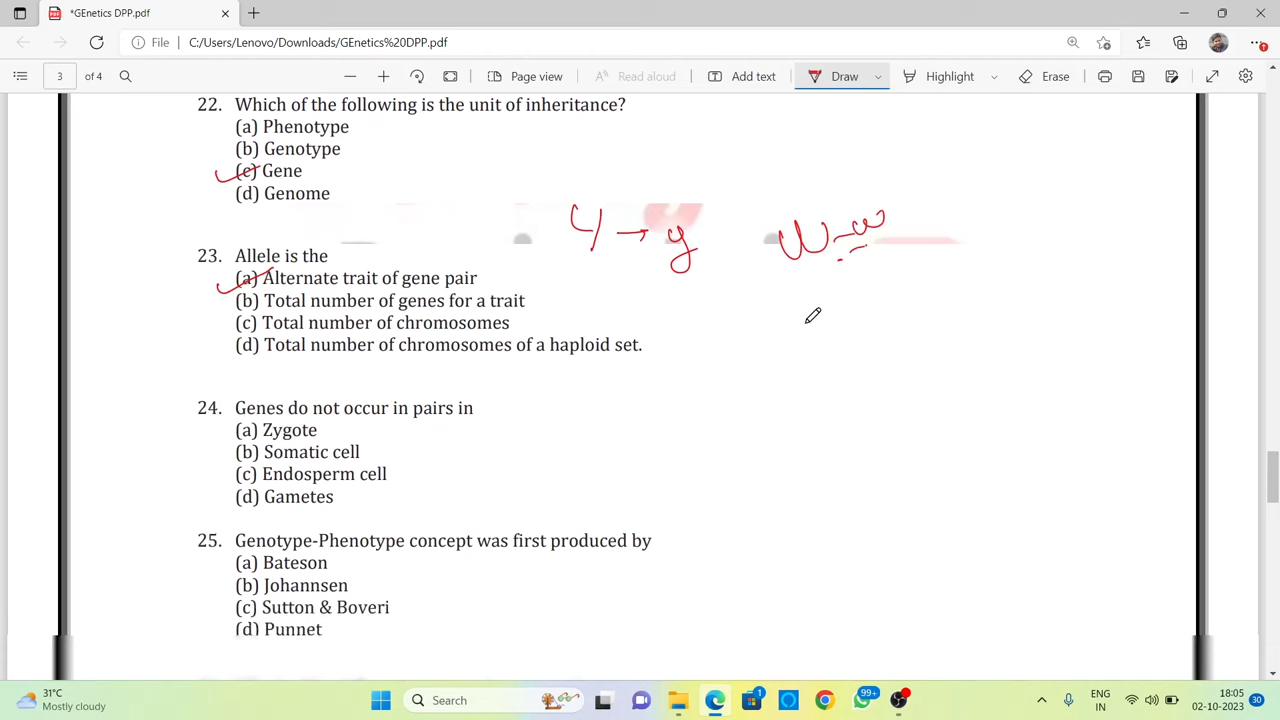 *GEnetics DPP.pdf
File C:/Users/Lenovo/Downloads/GEnetics%20DPP.pdf
3 of 4 Page view Read aloud Add text Draw Highlight Erase
22. Which of the following is the unit of inheritance?
(a) Phenotype
(b) Genotype
(c) Gene
(d) Genome
y W-w
23. Allele is the
(a) Alternate trait of gene pair
(b) Total number of genes for a trait
(c) Total number of chromosomes
(d) Total number of chromosomes of a haploid set.
24. Genes do not occur in pairs in
(a) Zygote
(b) Somatic cell
(c) Endosperm cell
(d) Gametes
25. Genotype-Phenotype concept was first produced by
(a) Bateson
(b) Johannsen
(c) Sutton & Boveri
(d) Punnet
31°C
Mostly cloudy
Search
99+
1
ENG
IN
18:05
02-10-2023
30